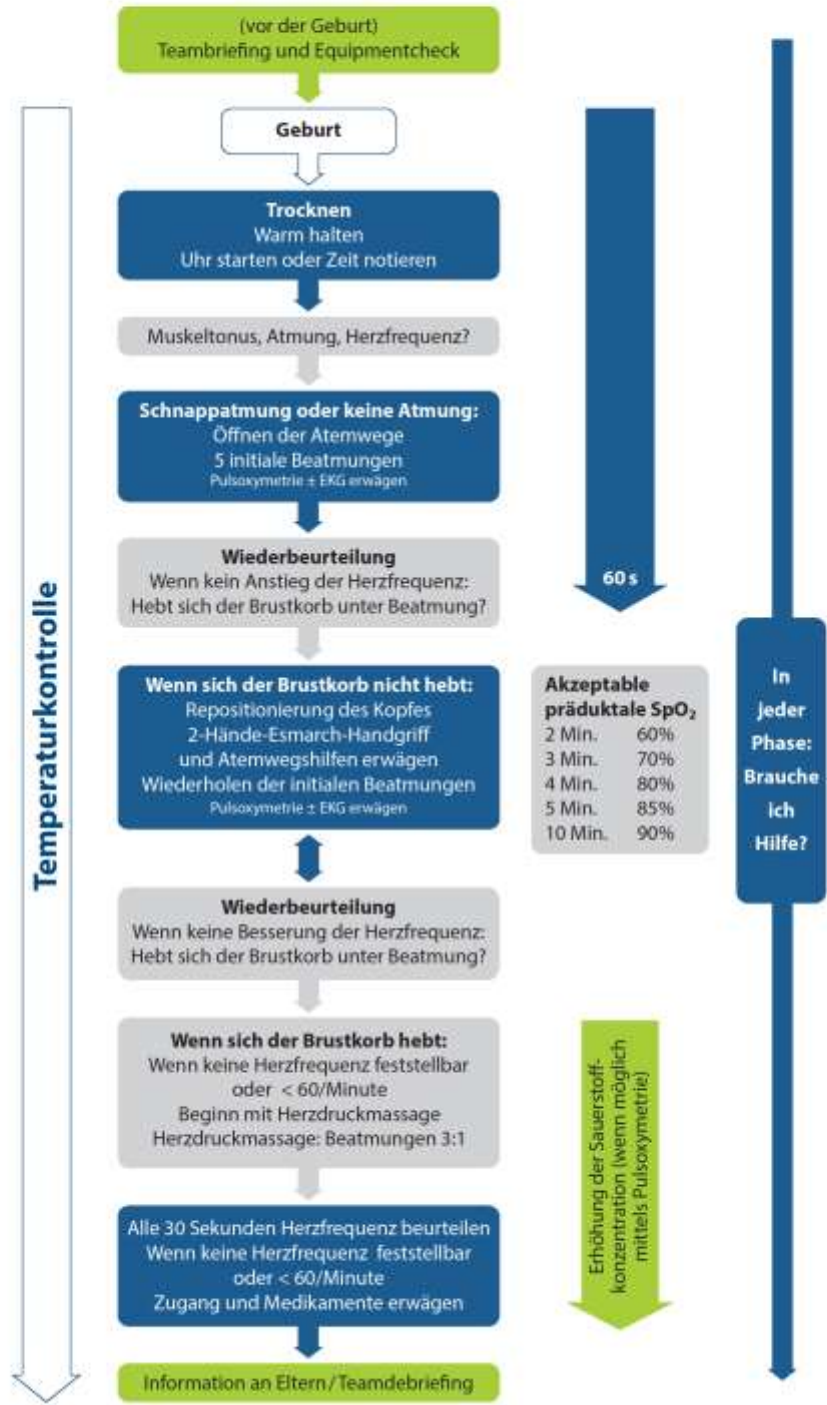 (vor der Geburt)
Teambriefing und Equipmentcheck
Geburt
Trocknen
Warm halten
Uhr starten oder Zeit notieren
Muskeltonus, Atmung, Herzfrequenz?
Schnappatmung oder keine Atmung:
Öffnen der Atemwege
5 initiale Beatmungen
Pulsoxymetrie ± EKG erwägen
Wiederbeurteilung
Wenn kein Anstieg der Herzfrequenz:
Hebt sich der Brustkorb unter Beatmung?
Wenn sich der Brustkorb nicht hebt:
Repositionierung des Kopfes
2-Hände-Esmarch-Handgriff
und Atemwegshilfen erwägen
Wiederholen der initialen Beatmungen
Pulsoxymetrie ± EKG erwägen
Wiederbeurteilung
Wenn keine Besserung der Herzfrequenz:
Hebt sich der Brustkorb unter Beatmung?
Wenn sich der Brustkorb hebt:
Wenn keine Herzfrequenz feststellbar
oder < 60/Minute
Beginn mit Herzdruckmassage
Herzdruckmassage: Beatmungen 3:1
Alle 30 Sekunden Herzfrequenz beurteilen
Wenn keine Herzfrequenz feststellbar
oder < 60/Minute
Zugang und Medikamente erwägen
Information an Eltern/Teamdebriefing
Temperaturkontrolle
60 s
Akzeptable
präduktale SpO₂
2 Min. 60%
3 Min. 70%
4 Min. 80%
5 Min. 85%
10 Min. 90%
Erhöhung der Sauerstoff-
konzentration (wenn möglich
mittels Pulsoxymetrie)
In
jeder
Phase:
Brauche
ich
Hilfe?